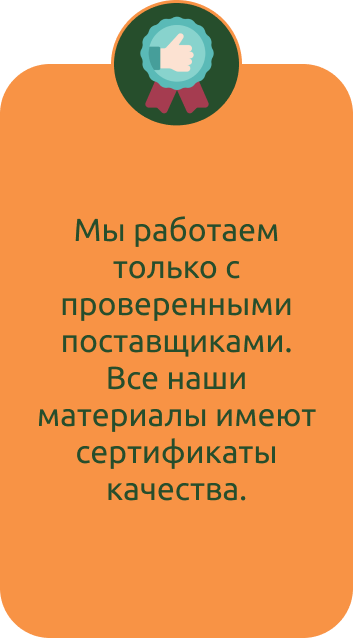 Мы работаем
только с
проверенными
поставщиками.
Все наши
материалы имеют
сертификаты
качества.